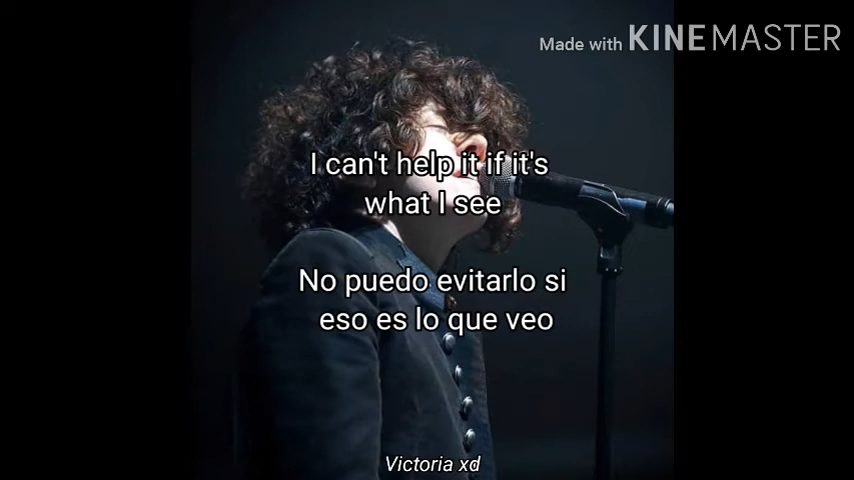 Made with KINEMASTER
I can't help it if it's
what I see
No puedo evitarlo si
eso es lo que veo
Victoria xd